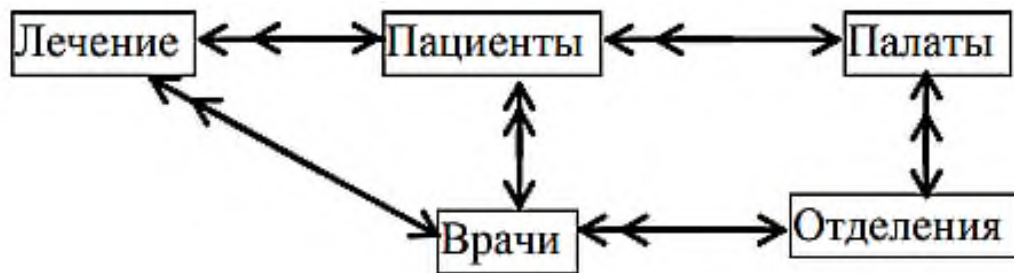 Лечение
Пациенты
Палаты
Врачи
Отделения